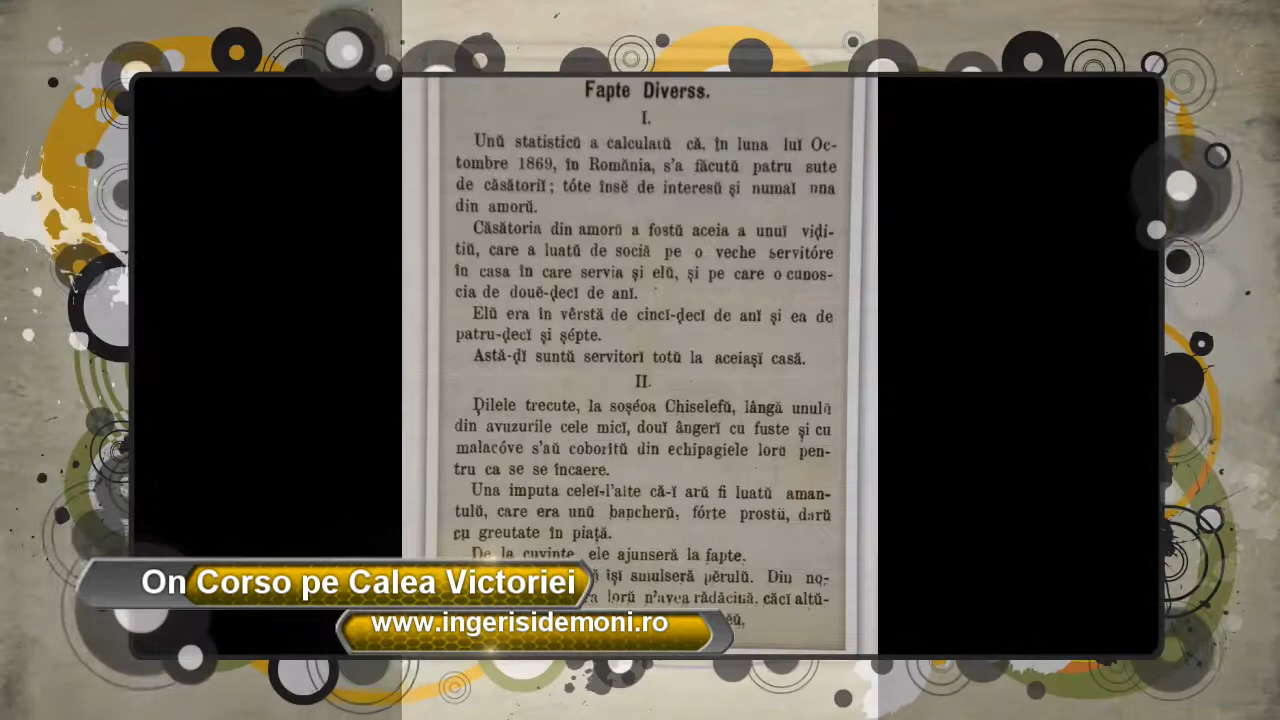 Fapte Diverss.
I.
Unŭ statisticŭ a calculatŭ că, în luna luĭ Oc-
tombre 1869, în România, s'a făcutŭ patru sute
de căsătoriĭ; tóte însĕ de interesŭ și numaĭ una
din amorŭ.
Căsătoria din amorŭ a fostŭ aceia a unuĭ viḑi-
tiŭ, care a luatŭ de sociă pe o veche servitóre
în casa în care servia și elŭ, și pe care o cunos-
cia de douĕ-ḑecĭ de anĭ.
Elŭ era în vêrstă de cincĭ-ḑecĭ de anĭ și ea de
patru-ḑecĭ și șépte.
Astă-ḑĭ suntŭ servitorĭ totŭ la aceiașĭ casă.
II.
Ḑilele trecute, la soșéoa Chiselefŭ, lângă unulŭ
din avuzurile cele micĭ, douĭ ângerĭ cu fuste și cu
malacóve s'aŭ coborîtŭ din echipagiele lorŭ pen-
tru ca se se încaere.
Una imputa celeĭ-l'alte că-ĭ arŭ fi luatŭ aman-
tulŭ, care era unŭ bancherŭ, fórte prostŭ, darŭ
cu greutate în piață.
De la cuvinte, ele ajunseră la fapte.
îșĭ smulseră pĕrulŭ. Din no-
lorŭ n'avea rădăcină, căcĭ altŭ-
On Corso pe Calea Victoriei
www.ingerisidemoni.ro